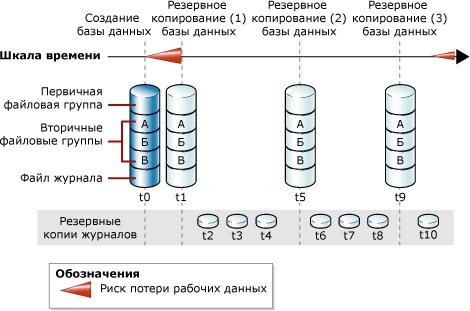 Создание
базы данных
Резервное
копирование (1)
базы данных
Резервное
копирование (2)
базы данных
Резервное
копирование (3)
базы данных
Шкала времени
Первичная
файловая группа
Вторичные
файловые группы
Файл журнала
А
Б
В
А
Б
В
А
Б
В
А
Б
В
t0
t1
t5
t9
Резервные
копии журналов
t2
t3
t4
t6
t7
t8
t10
Обозначения
Риск потери рабочих данных